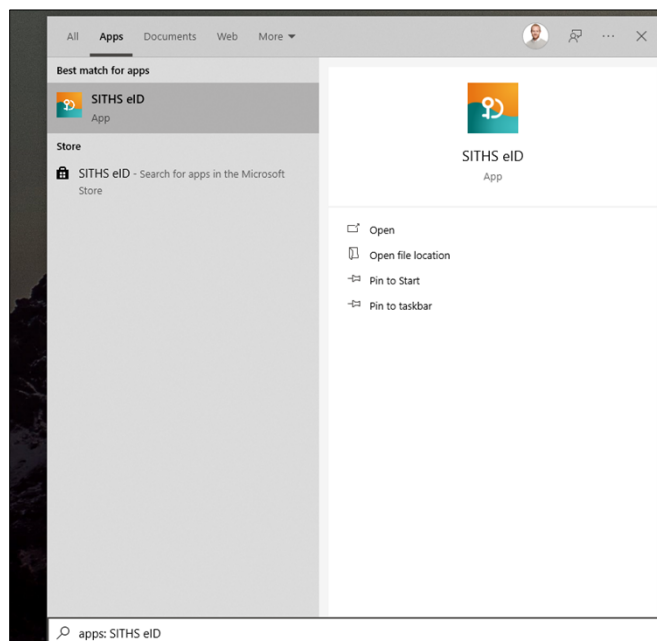 All Apps Documents Web More
Best match for apps
SITHS eID
App
Store
SITHS eID - Search for apps in the Microsoft
Store
SITHS eID
App
Open
Open file location
Pin to Start
Pin to taskbar
apps: SITHS eID